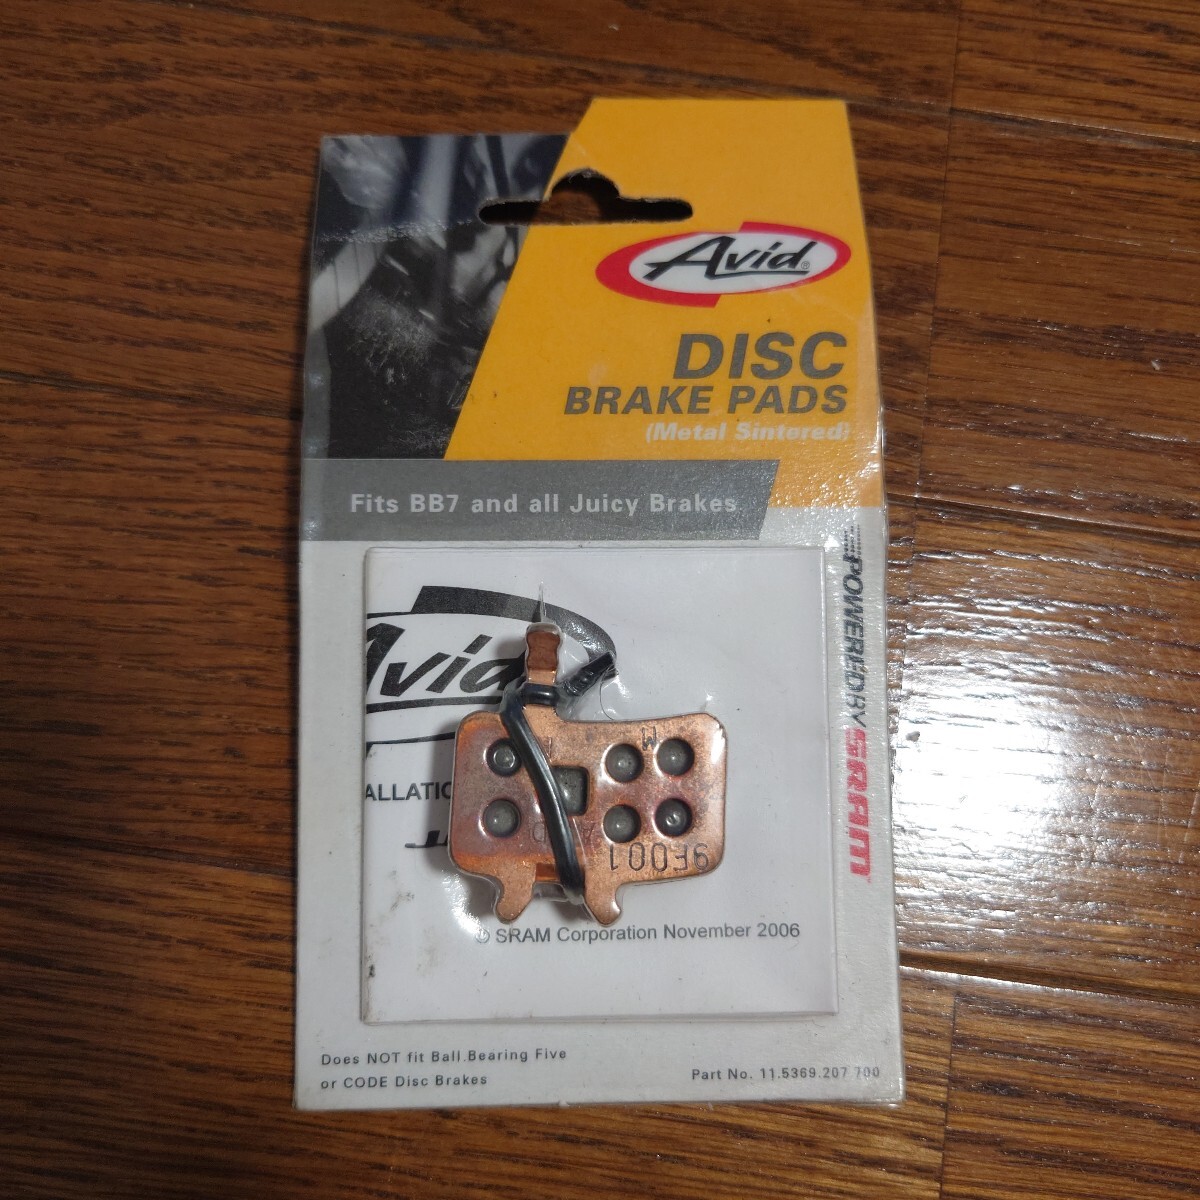 Avid®
DISC
BRAKE PADS
(Metal Sintered)
Fits BB7 and all Juicy Brakes
POWERED BY SRAM
Avid
ALLATIO
M
9F001
© SRAM Corporation November 2006
Does NOT fit Ball Bearing Five
or CODE Disc Brakes
Part No. 11.5369.207.700